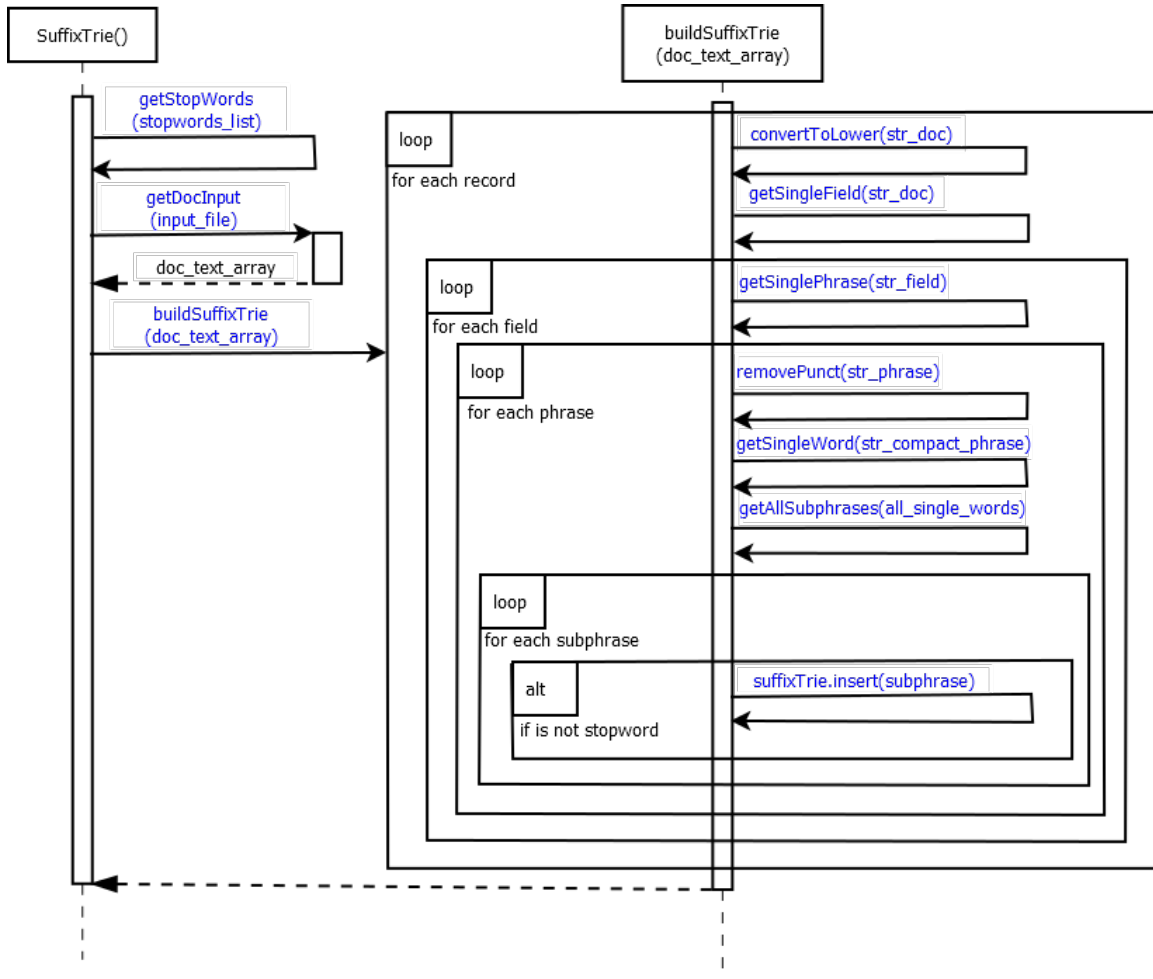 SuffixTrie()
buildSuffixTrie
(doc_text_array)
getStopWords
(stopwords_list)
getDocInput
(input_file)
doc_text_array
buildSuffixTrie
(doc_text_array)
loop
for each record
convertToLower(str_doc)
getSingleField(str_doc)
loop
for each field
getSinglePhrase(str_field)
loop
for each phrase
removePunct(str_phrase)
getSingleWord(str_compact_phrase)
getAllSubphrases(all_single_words)
loop
for each subphrase
alt
if is not stopword
suffixTrie.insert(subphrase)